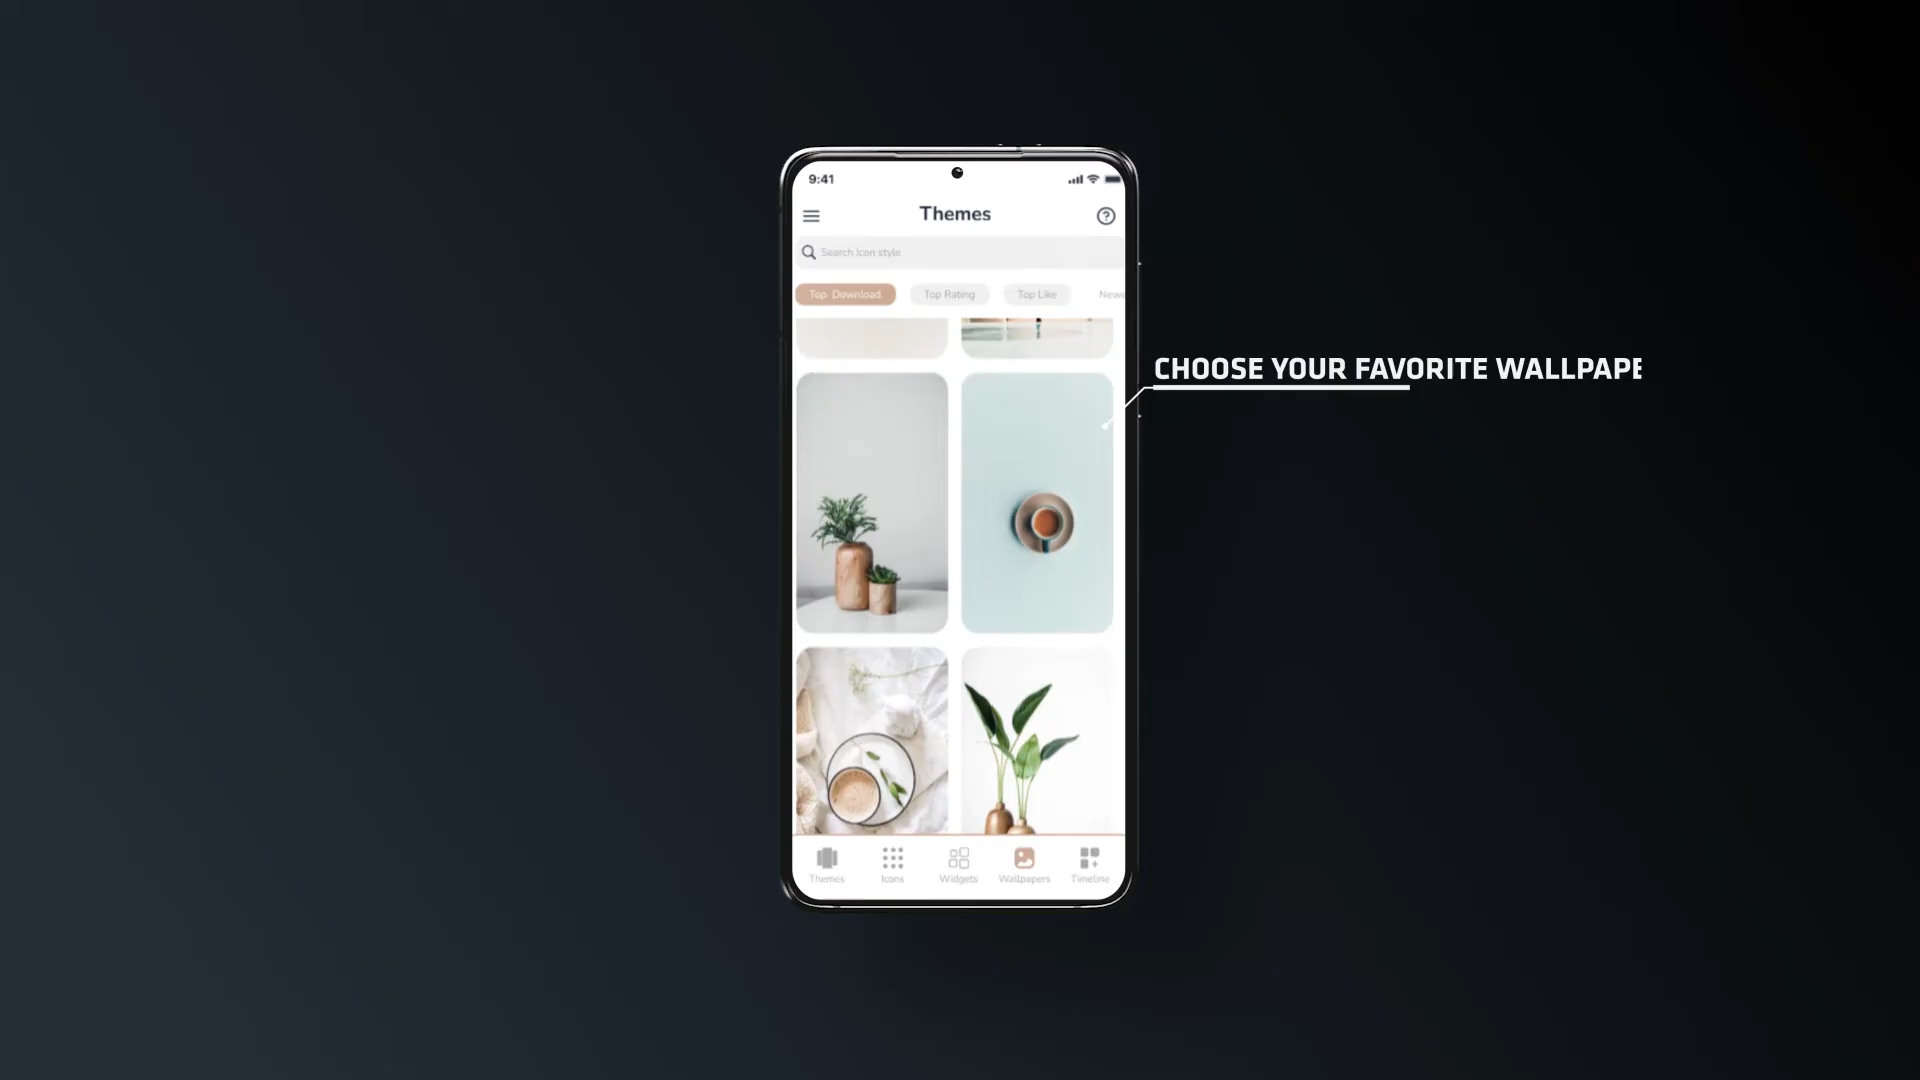 9:41
Themes
Search Icon style
Top Download
Top Rating
Top Like
Newe
CHOOSE YOUR FAVORITE WALLPAPE
Themes
Icons
Widgets
Wallpapers
Timeline